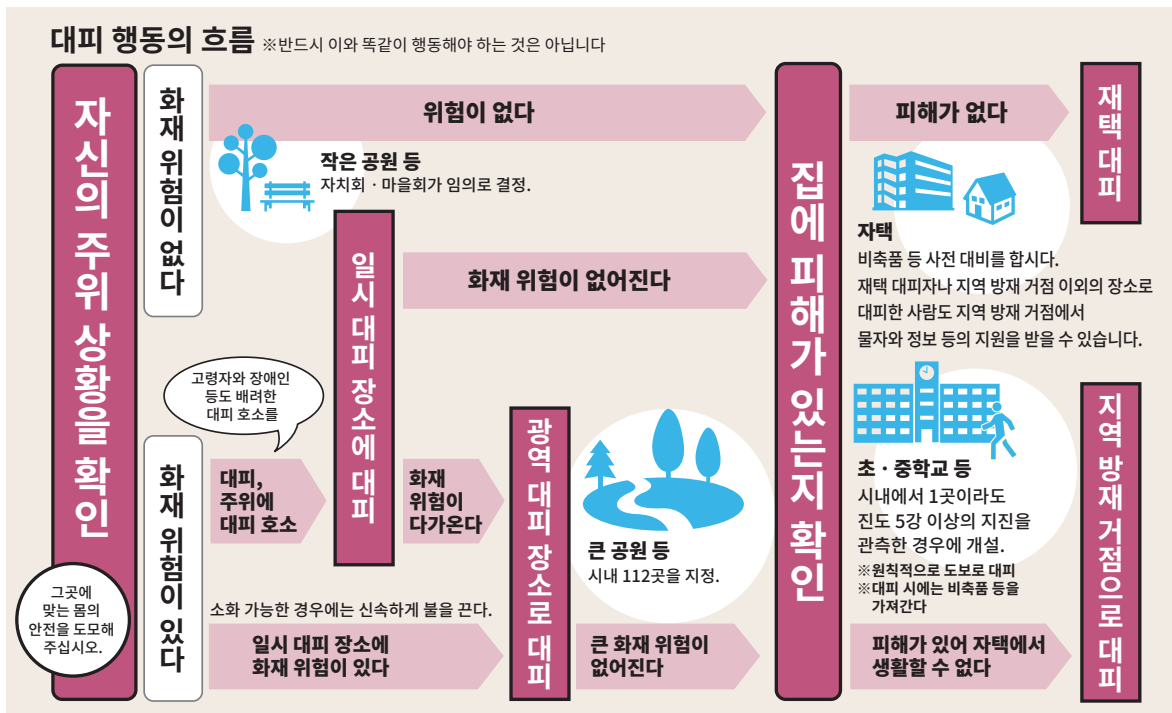 대피 행동의 흐름 ※반드시 이와 똑같이 행동해야 하는 것은 아닙니다
자신의 주위 상황을 확인
그곳에
맞는 몸의
안전을 도모해
주십시오.
화재 위험이 없다
위험이 없다
작은 공원 등
자치회 · 마을회가 임의로 결정.
일시 대피 장소에 대피
화재 위험이 없어진다
고령자와 장애인
등도 배려한
대피 호소를
화재 위험이 있다
대피,
주위에
대피 호소
화재
위험이
다가온다
소화 가능한 경우에는 신속하게 불을 끈다.
일시 대피 장소에
화재 위험이 있다
광역 대피 장소로 대피
큰 공원 등
시내 112곳을 지정.
큰 화재 위험이
없어진다
집에 피해가 있는지 확인
피해가 없다
재택 대피
자택
비축품 등 사전 대비를 합시다.
재택 대피자나 지역 방재 거점 이외의 장소로
대피한 사람도 지역 방재 거점에서
물자와 정보 등의 지원을 받을 수 있습니다.
초 · 중학교 등
시내에서 1곳이라도
진도 5강 이상의 지진을
관측한 경우에 개설.
※원칙적으로 도보로 대피
※대피 시에는 비축품 등을
가져간다
피해가 있어 자택에서
생활할 수 없다
지역 방재 거점으로 대피